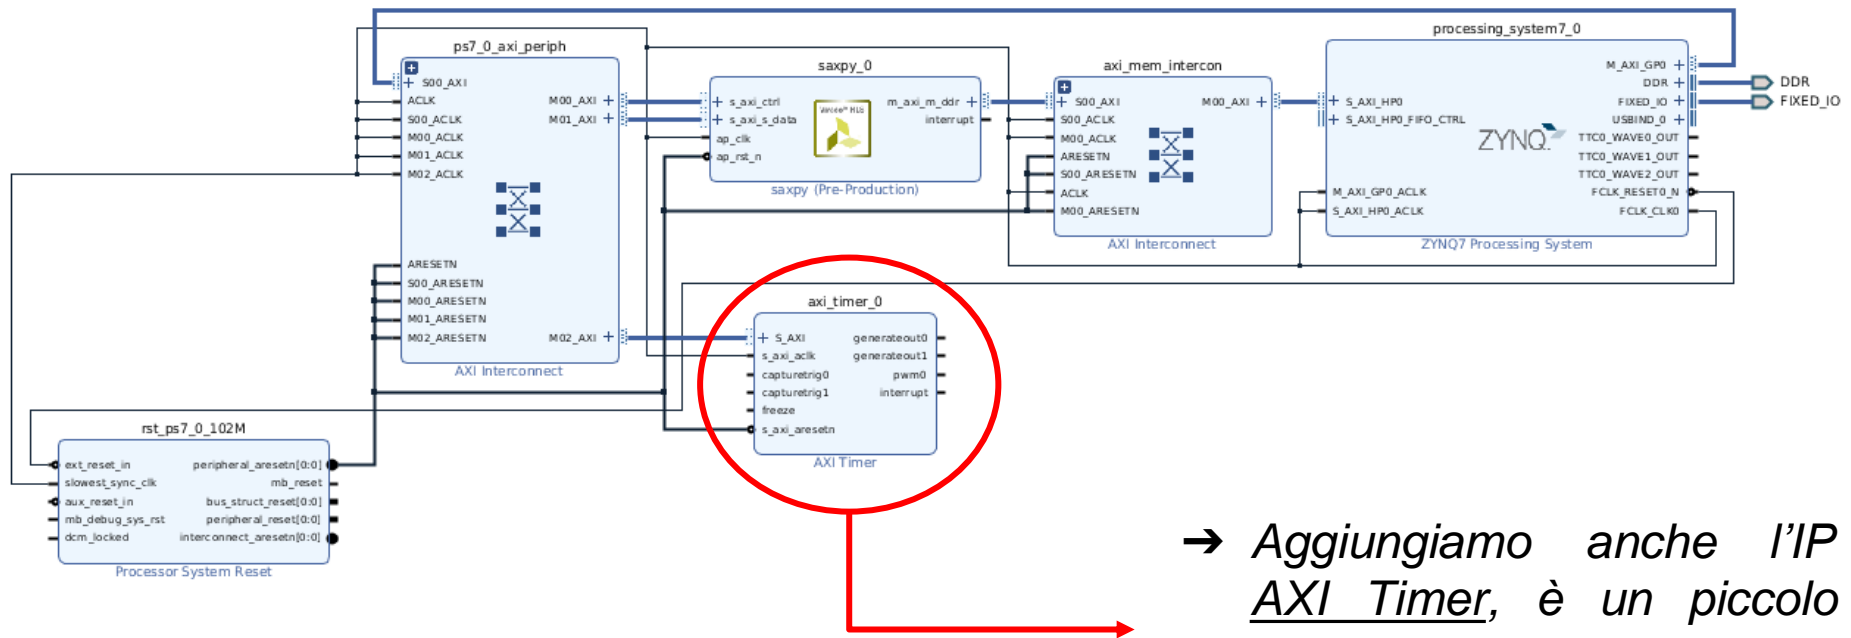 processing_system7_0
ps7_0_axi_periph
saxpy_0
axi_mem_intercon
S00_AXI
ACLK
S00_ACLK
M00_ACLK
M01_ACLK
M02_ACLK
M00_AXI
M01_AXI
ARESETN
S00_ARESETN
M00_ARESETN
M01_ARESETN
M02_ARESETN
M02_AXI
AXI Interconnect
s_axi_ctrl
s_axi_s_data
ap_clk
ap_rst_n
m_axi_m_ddr
interrupt
Vivado™ HLS
saxpy (Pre-Production)
S00_AXI
S00_ACLK
M00_ACLK
ARESETN
S00_ARESETN
ACLK
M00_ARESETN
M00_AXI
AXI Interconnect
S_AXI_HP0
S_AXI_HP0_FIFO_CTRL
M_AXI_GP0_ACLK
S_AXI_HP0_ACLK
ZYNQ
M_AXI_GP0
DDR
FIXED_IO
USBIND_0
TTC0_WAVE0_OUT
TTC0_WAVE1_OUT
TTC0_WAVE2_OUT
FCLK_RESET0_N
FCLK_CLK0
ZYNQ7 Processing System
DDR
FIXED_IO
axi_timer_0
S_AXI
s_axi_aclk
capturetrig0
capturetrig1
freeze
s_axi_aresetn
generateout0
generateout1
pwm0
interrupt
AXI Timer
rst_ps7_0_102M
ext_reset_in
slowest_sync_clk
aux_reset_in
mb_debug_sys_rst
dcm_locked
peripheral_aresetn[0:0]
mb_reset
bus_struct_reset[0:0]
peripheral_reset[0:0]
interconnect_aresetn[0:0]
Processor System Reset
➔ Aggiungiamo anche l'IP
AXI Timer, è un piccolo